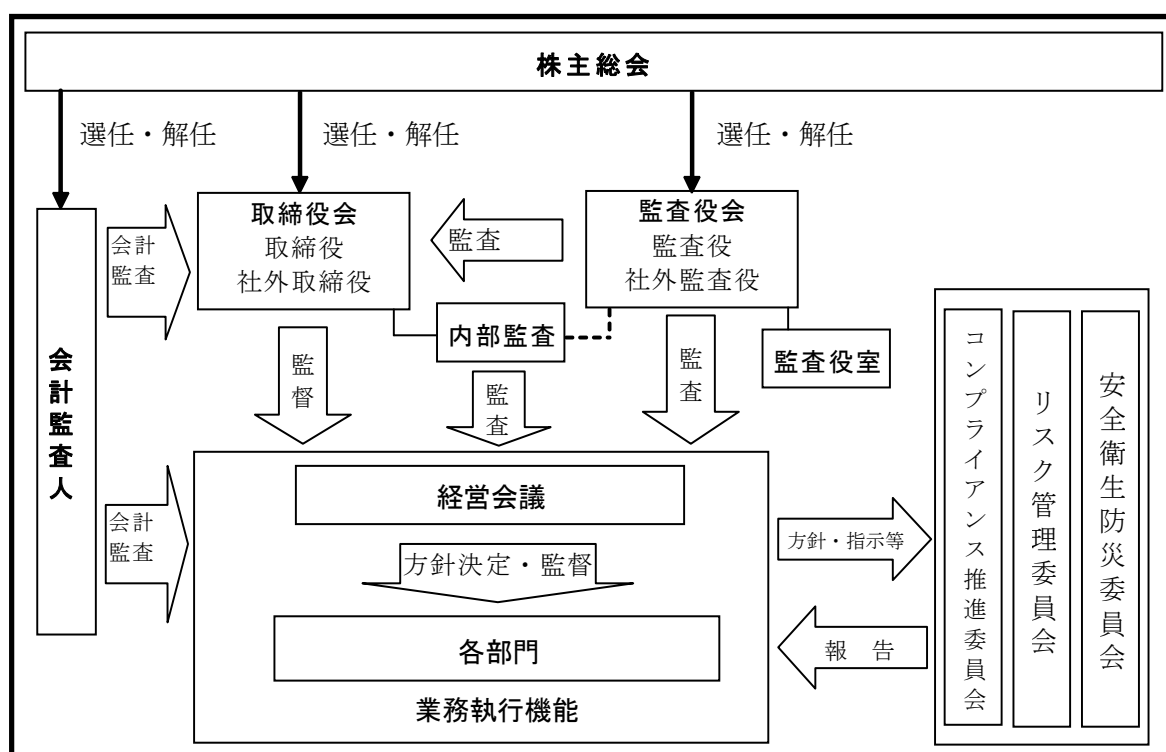 株主総会
選任・解任
選任・解任
選任・解任
取締役会
取締役
社外取締役
監査役会
監査役
社外監査役
会計
監査
監査
内部監査
監査役室
監督
監査
監査
会計監査人
経営会議
会計
監査
方針決定・監督
各部門
業務執行機能
方針・指示等
報 告
コンプライアンス推進委員会
リスク管理委員会
安全衛生防災委員会